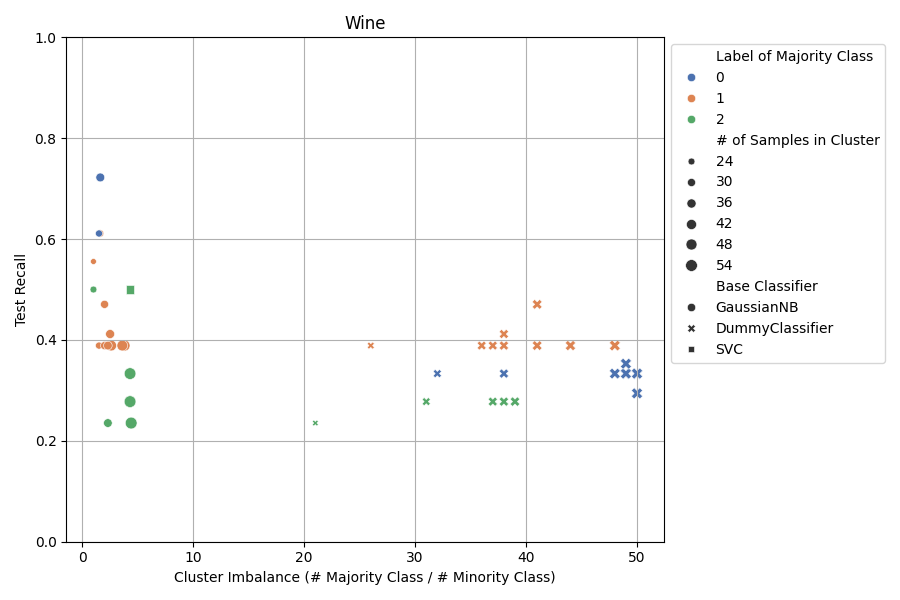 Wine
Test Recall
1.0
0.8
0.6
0.4
0.2
0.0
0
10
20
30
40
50
Cluster Imbalance (# Majority Class / # Minority Class)
Label of Majority Class
0
1
2
# of Samples in Cluster
24
30
36
42
48
54
Base Classifier
GaussianNB
DummyClassifier
SVC